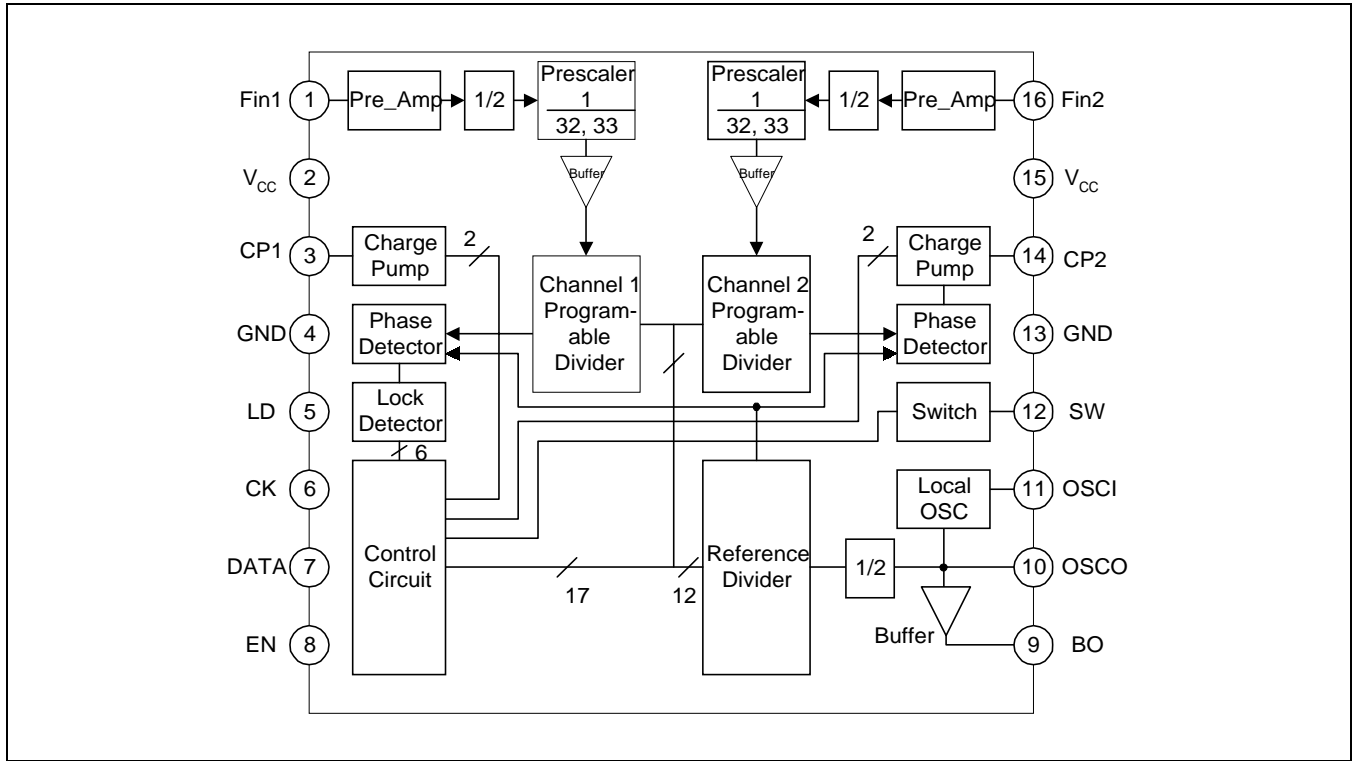 Fin1 1 Pre_Amp 1/2 Prescaler
1
32, 33
Prescaler
1
32, 33
1/2 Pre_Amp 16 Fin2
Buffer
Buffer
VCC 2
15 VCC
CP1 3 Charge
Pump
2
Channel 1
Program-
able
Divider
Channel 2
Program-
able
Divider
2
Charge
Pump
14 CP2
GND 4 Phase
Detector
Phase
Detector
13 GND
LD 5 Lock
Detector
6
Switch 12 SW
CK 6
Local
OSC
11 OSCI
DATA 7 Control
Circuit
17
12
Reference
Divider
1/2
10 OSCO
EN 8
Buffer
9 BO